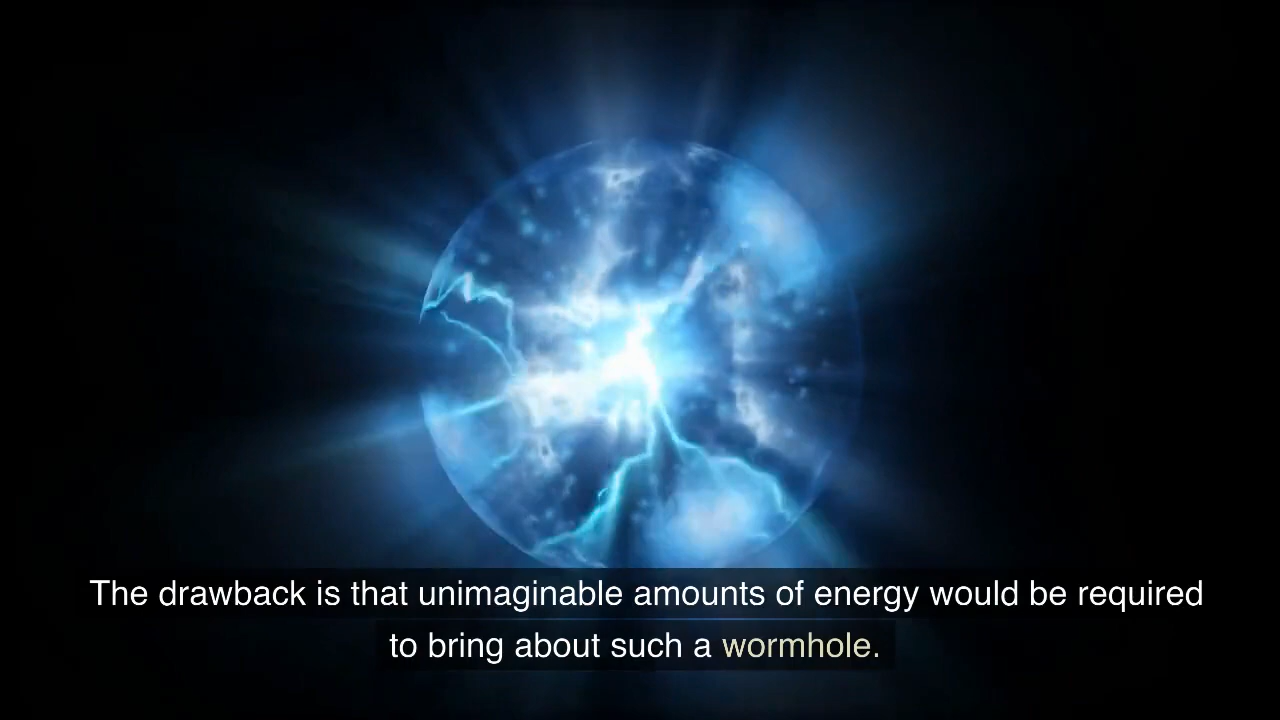 The drawback is that unimaginable amounts of energy would be required
to bring about such a wormhole.